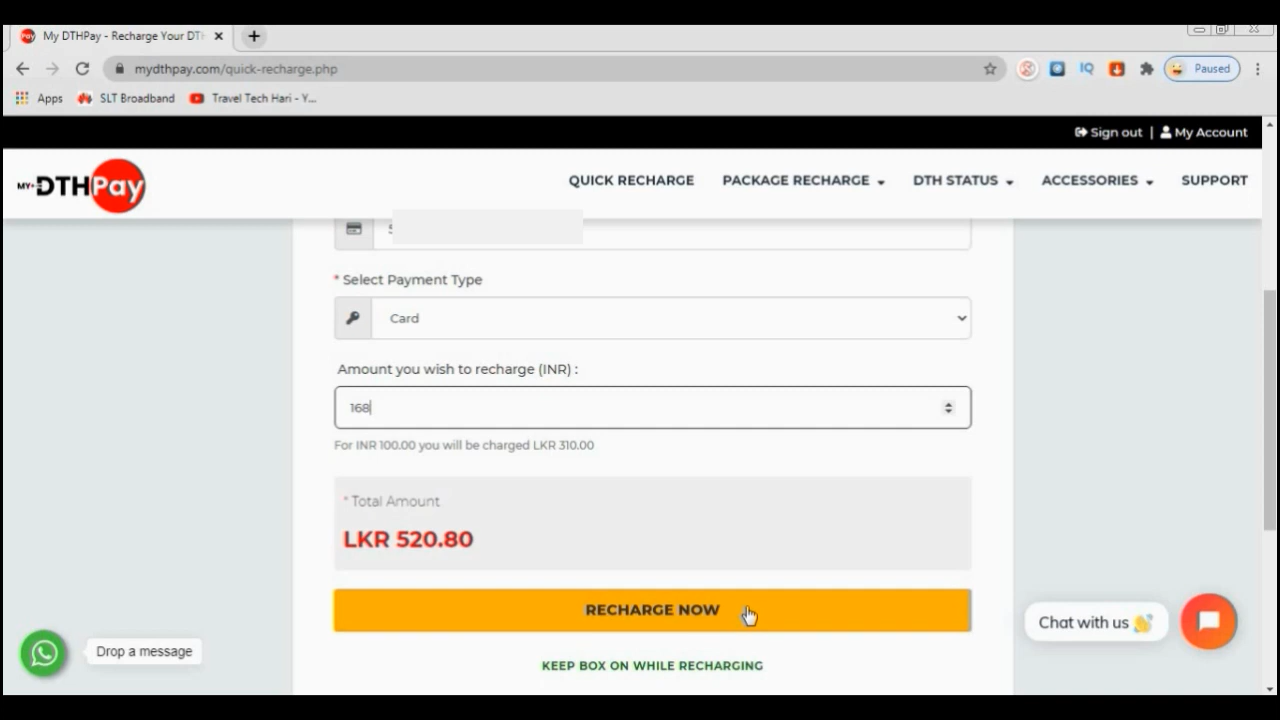 My DTHPay - Recharge Your DTH
mydthpay.com/quick-recharge.php
IQ
Paused
Apps
SLT Broadband
Travel Tech Hari - Y...
Sign out | My Account
MY DTHPay
QUICK RECHARGE
PACKAGE RECHARGE
DTH STATUS
ACCESSORIES
SUPPORT
* Select Payment Type
Card
Amount you wish to recharge (INR) :
168
For INR 100.00 you will be charged LKR 310.00
* Total Amount
LKR 520.80
RECHARGE NOW
Chat with us
Drop a message
KEEP BOX ON WHILE RECHARGING